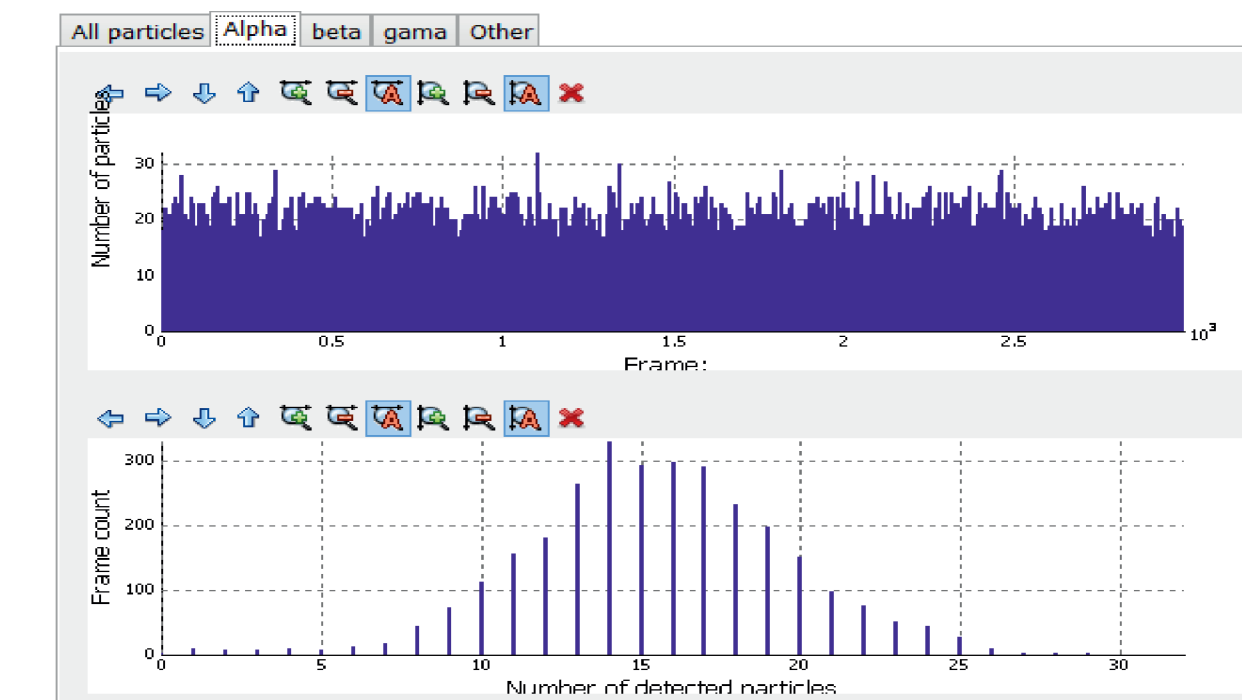 All particles Alpha beta gama Other
Number of particles
30
20
10
0
0 0.5 1 1.5 2 2.5 10³
Frame:
Frame count
300
200
100
0
0 5 10 15 20 25 30
Number of detected particles